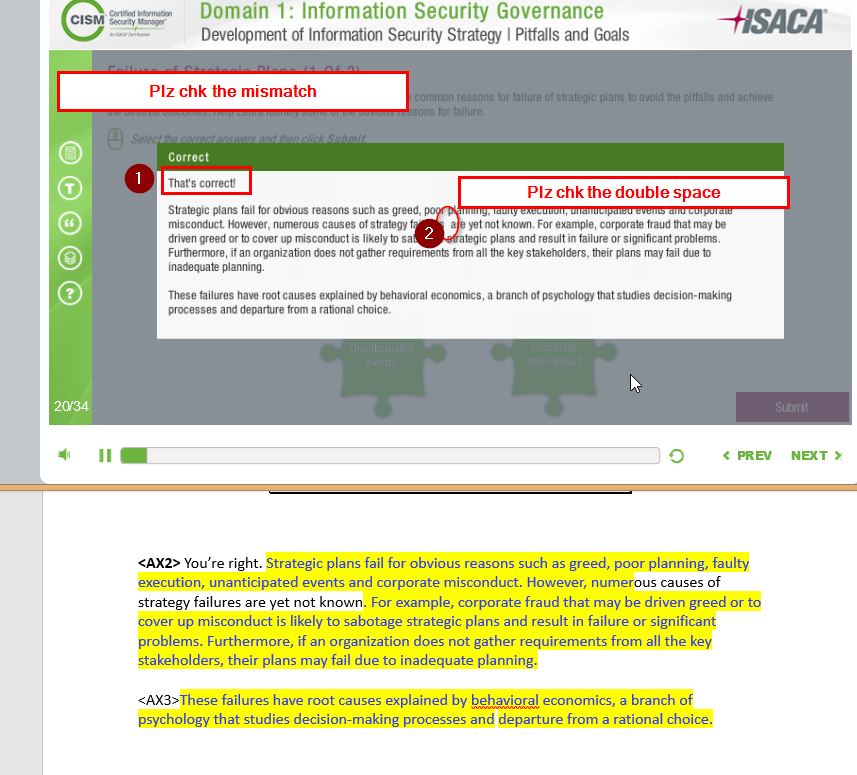 CISM Certified Information Security Manager®
An ISACA® Certification
Domain 1: Information Security Governance
Development of Information Security Strategy | Pitfalls and Goals
ISACA®
Failure of Strategic Plans (1 Of 2)
Plz chk the mismatch
common reasons for failure of strategic plans to avoid the pitfalls and achieve
the desired outcomes. Help Laura identify some of the obvious reasons for failure.
Select the correct answers and then click Submit.
Correct
1
That's correct!
Plz chk the double space
Strategic plans fail for obvious reasons such as greed, poor planning, faulty execution, unanticipated events and corporate
misconduct. However, numerous causes of strategy are yet not known. For example, corporate fraud that may be
2
driven greed or to cover up misconduct is likely to strategic plans and result in failure or significant problems.
Furthermore, if an organization does not gather requirements from all the key stakeholders, their plans may fail due to
inadequate planning.
These failures have root causes explained by behavioral economics, a branch of psychology that studies decision-making
processes and departure from a rational choice.
Unanticipated
events
Corporate
misconduct
20/34
Submit
PREV NEXT
<AX2> You’re right. Strategic plans fail for obvious reasons such as greed, poor planning, faulty
execution, unanticipated events and corporate misconduct. However, numerous causes of
strategy failures are yet not known. For example, corporate fraud that may be driven greed or to
cover up misconduct is likely to sabotage strategic plans and result in failure or significant
problems. Furthermore, if an organization does not gather requirements from all the key
stakeholders, their plans may fail due to inadequate planning.
<AX3>These failures have root causes explained by behavioral economics, a branch of
psychology that studies decision-making processes and departure from a rational choice.